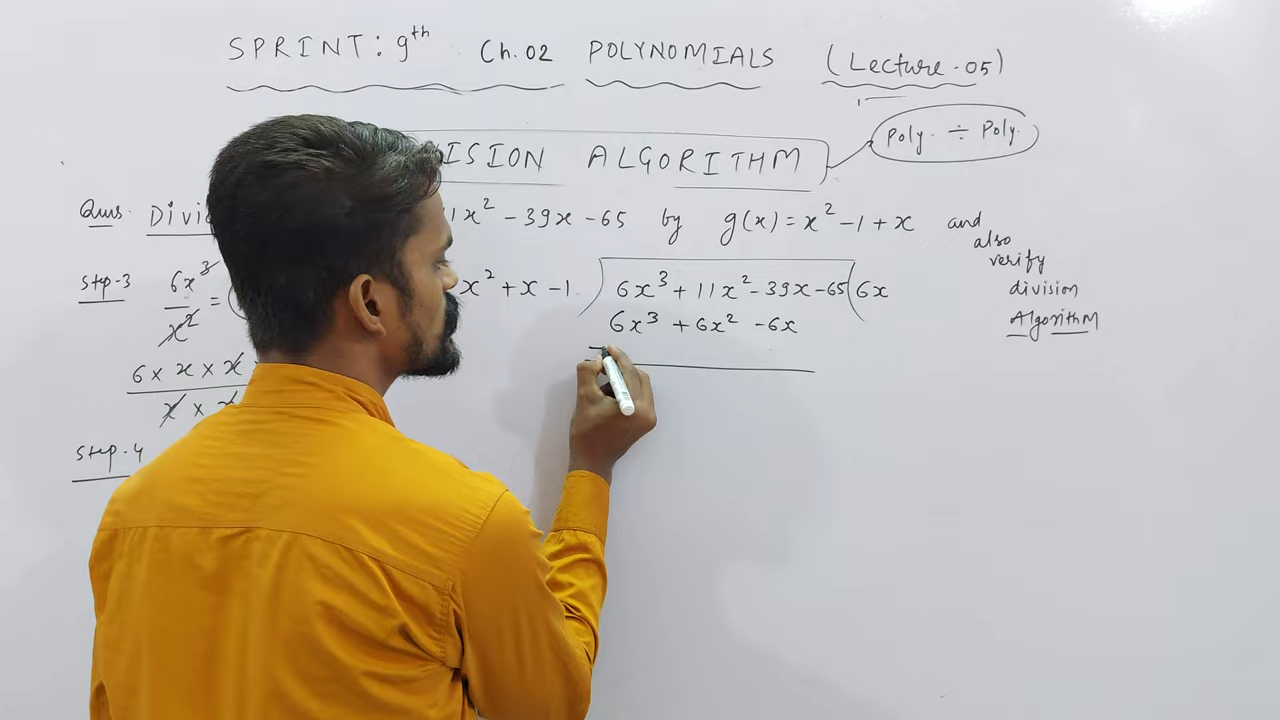 SPRINT: 9th Ch.02 POLYNOMIALS (Lecture-05)
ISION ALGORITHM
Poly. ÷ Poly.
Ques. 1x² - 39x - 65 by g(x) = x² - 1 + x and
also
verify
division
Algorithm
Step-3 6x³
x² =
x² + x - 1 ) 6x³ + 11x² - 39x - 65 ( 6x
6x³ + 6x² - 6x
6 × x × x
x × x
Step-4